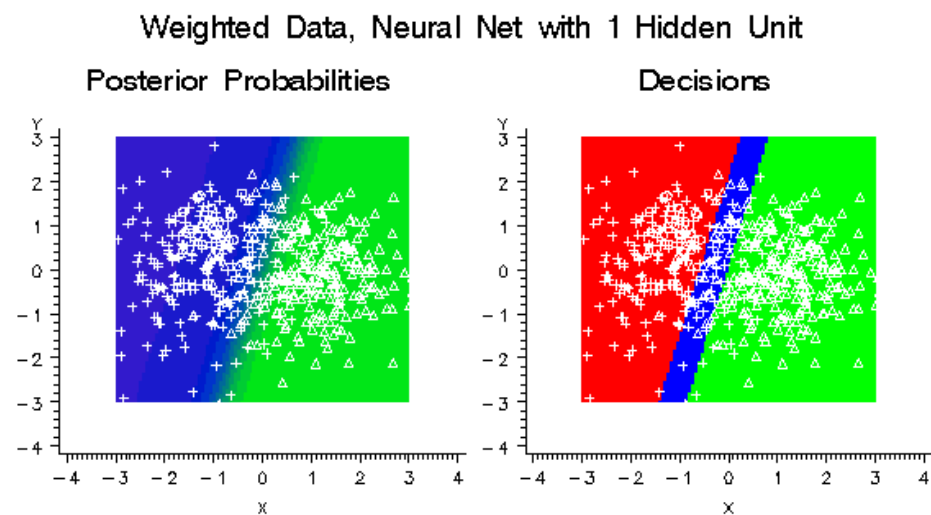 Weighted Data, Neural Net with 1 Hidden Unit
Posterior Probabilities
Decisions
Y
3
2
1
0
-1
-2
-3
-4
-4 -3 -2 -1 0 1 2 3 4
X
Y
3
2
1
0
-1
-2
-3
-4
-4 -3 -2 -1 0 1 2 3 4
X